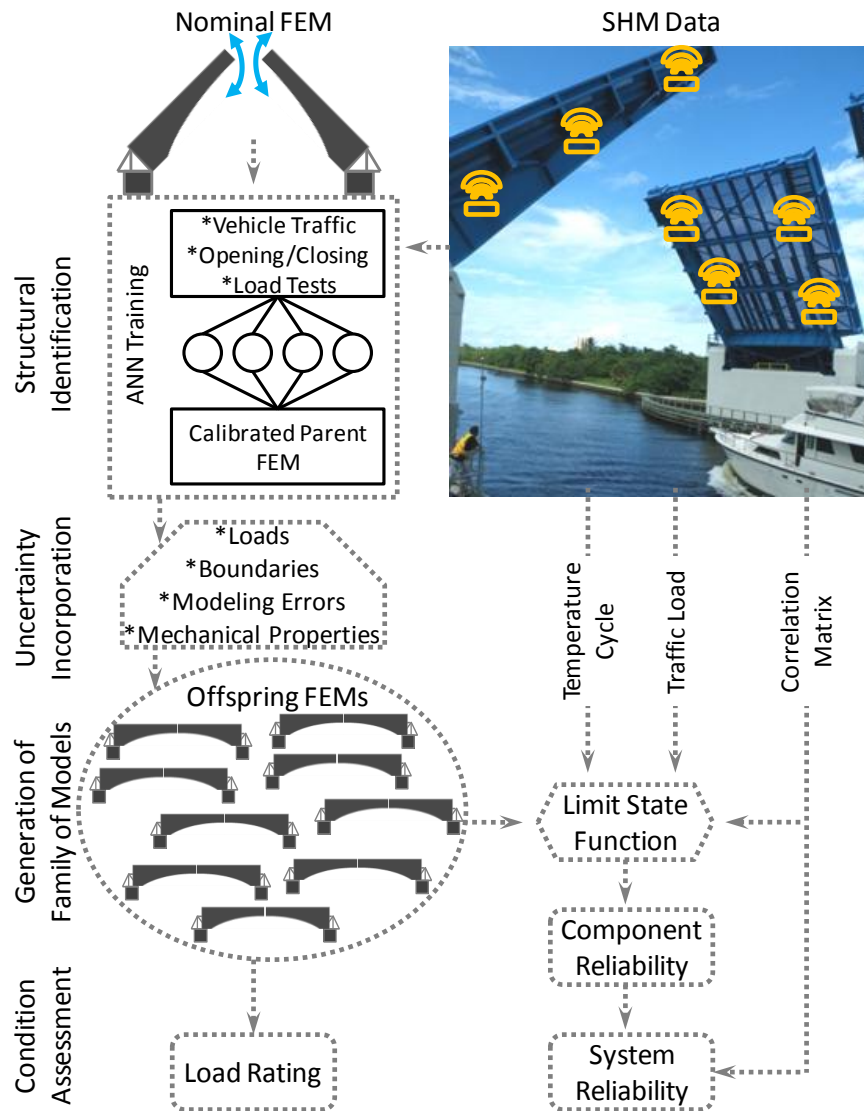 Nominal FEM
SHM Data
Structural
Identification
ANN Training
*Vehicle Traffic
*Opening/Closing
*Load Tests
Calibrated Parent
FEM
Uncertainty
Incorporation
*Loads
*Boundaries
*Modeling Errors
*Mechanical Properties
Temperature
Cycle
Traffic Load
Correlation
Matrix
Generation of
Family of Models
Offspring FEMs
Limit State
Function
Component
Reliability
Condition
Assessment
Load Rating
System
Reliability